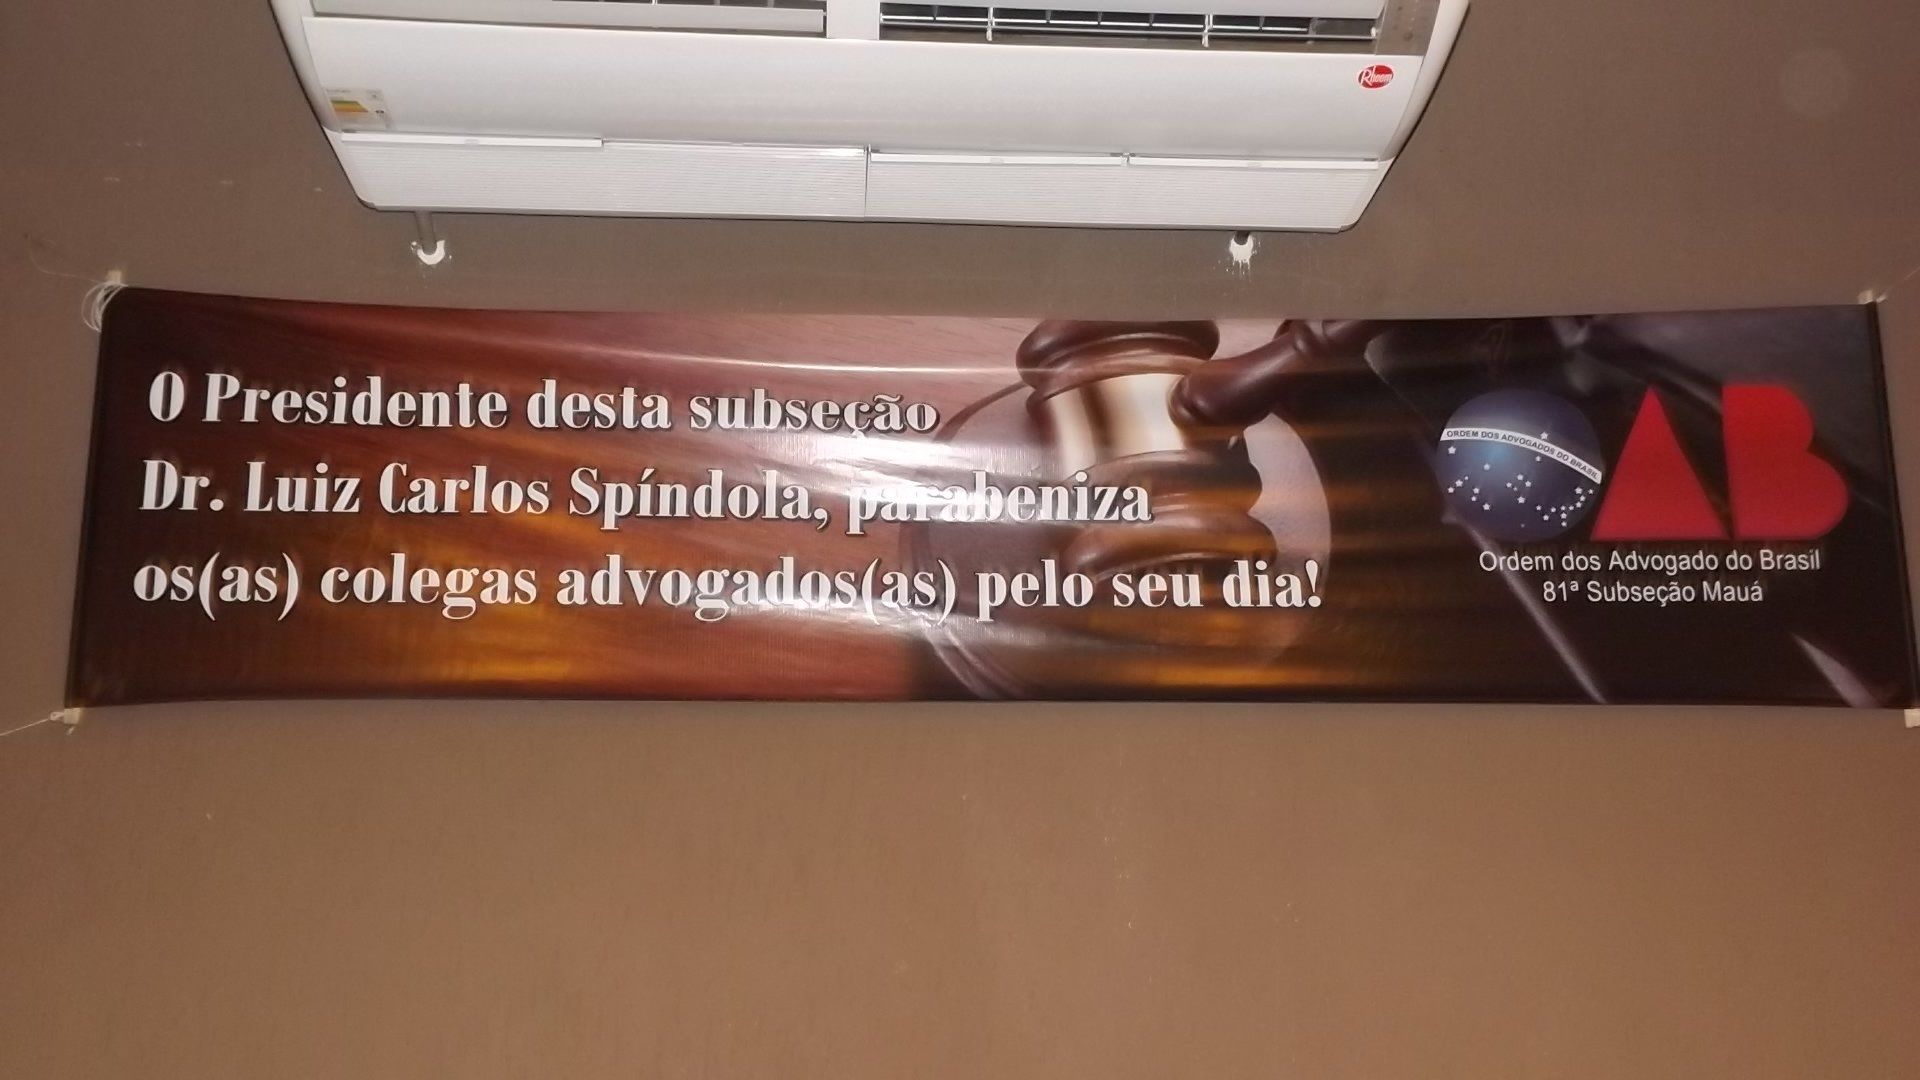 Rheem
O Presidente desta subseção
Dr. Luiz Carlos Spíndola, parabeniza
os(as) colegas advogados(as) pelo seu dia!
ORDEM DOS ADVOGADOS DO BRASIL
AB
Ordem dos Advogado do Brasil
81ª Subseção Mauá